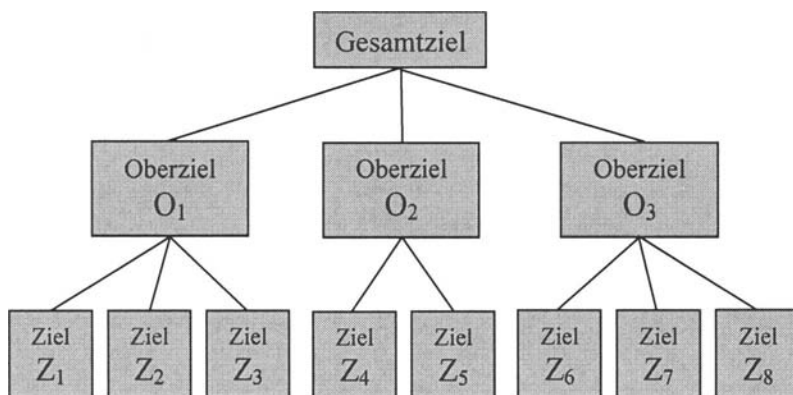 Gesamtziel
Oberziel Oberziel Oberziel
O₁ O₂ O₃
Ziel Ziel Ziel Ziel Ziel Ziel Ziel Ziel
Z₁ Z₂ Z₃ Z₄ Z₅ Z₆ Z₇ Z₈